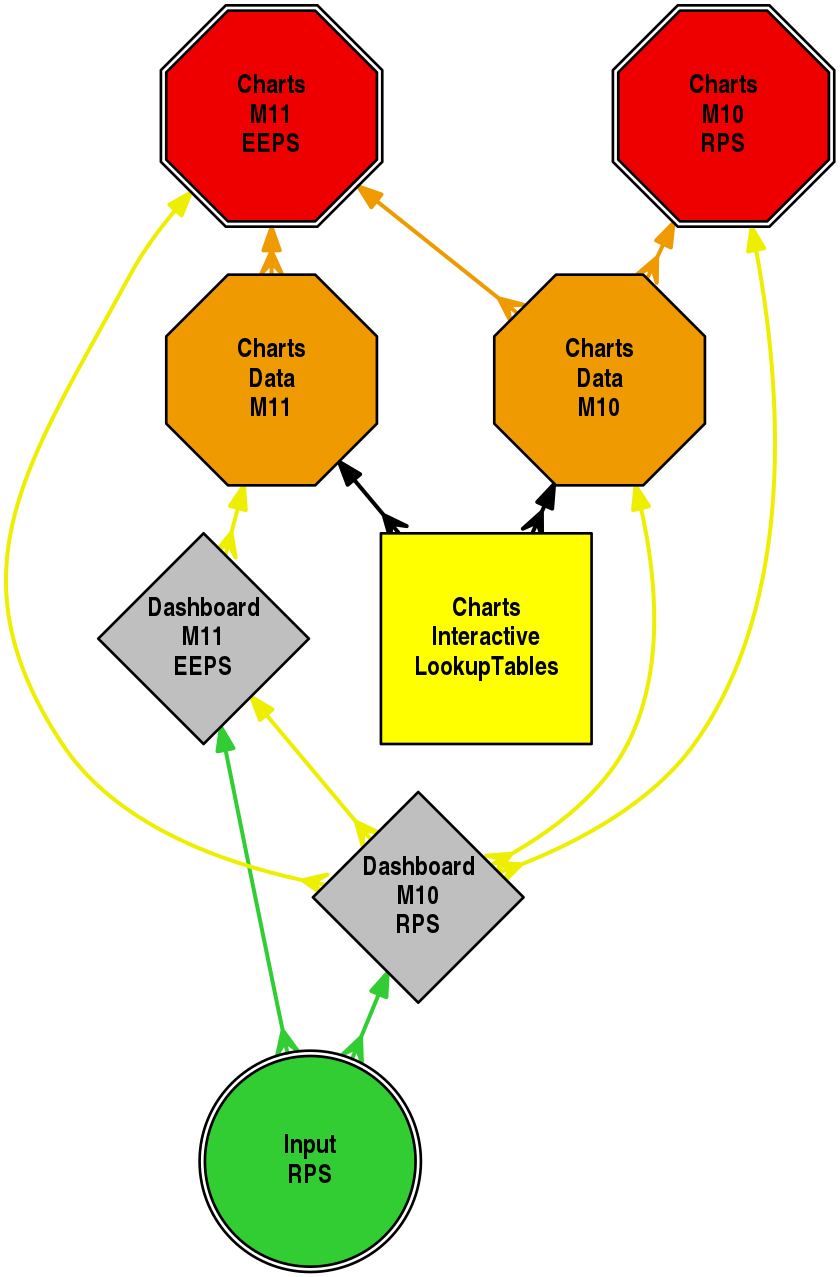 Charts
M11
EEPS
Charts
M10
RPS
Charts
Data
M11
Charts
Data
M10
Dashboard
M11
EEPS
Charts
Interactive
LookupTables
Dashboard
M10
RPS
Input
RPS